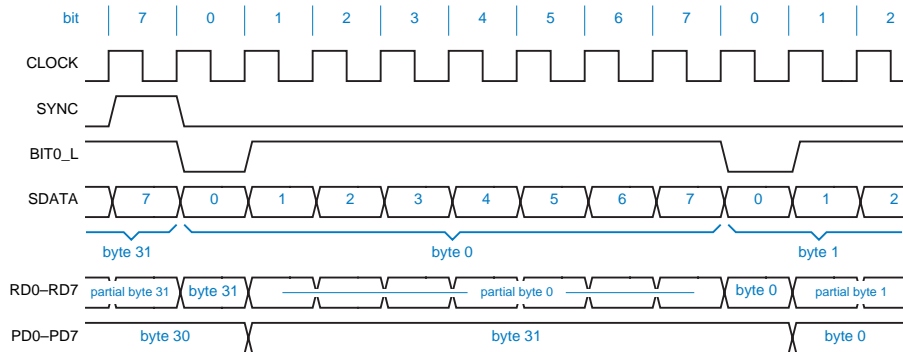 bit 7 0 1 2 3 4 5 6 7 0 1 2
CLOCK
SYNC
BIT0_L
SDATA 7 0 1 2 3 4 5 6 7 0 1 2
byte 31 byte 0 byte 1
RD0–RD7 partial byte 31 byte 31 partial byte 0 byte 0 partial byte 1
PD0–PD7 byte 30 byte 31 byte 0